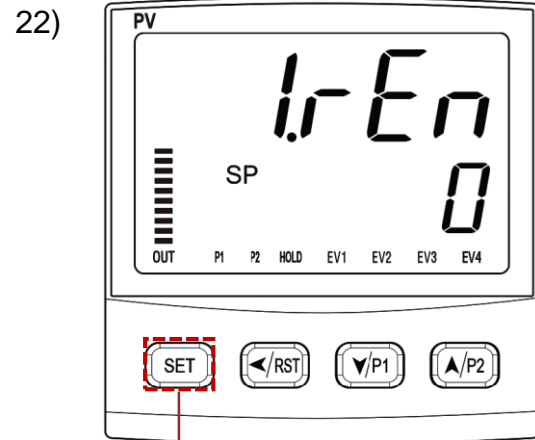 22)
PV
1.rEn
SP
0
OUT P1 P2 HOLD EV1 EV2 EV3 EV4
SET </RST ∨/P1 ∧/P2